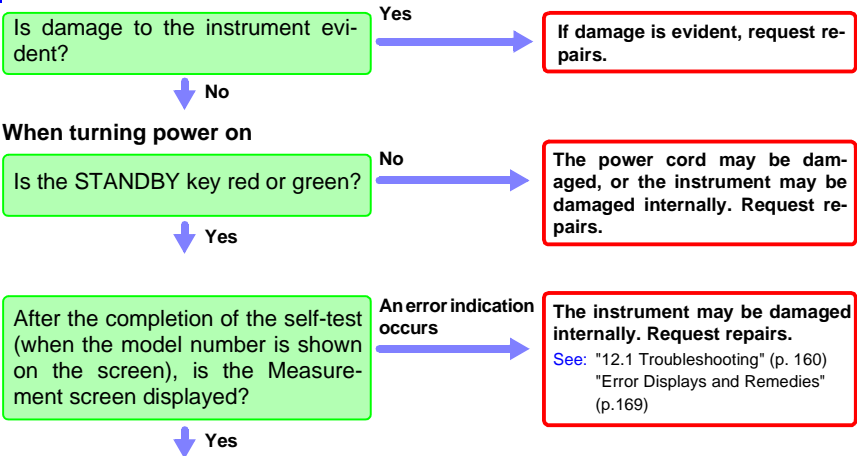 Is damage to the instrument evi-
dent?
Yes
If damage is evident, request re-
pairs.
No
When turning power on
Is the STANDBY key red or green?
No
The power cord may be dam-
aged, or the instrument may be
damaged internally. Request re-
pairs.
Yes
After the completion of the self-test
(when the model number is shown
on the screen), is the Measure-
ment screen displayed?
An error indication
occurs
The instrument may be damaged
internally. Request repairs.
See: "12.1 Troubleshooting" (p. 160)
"Error Displays and Remedies"
(p.169)
Yes